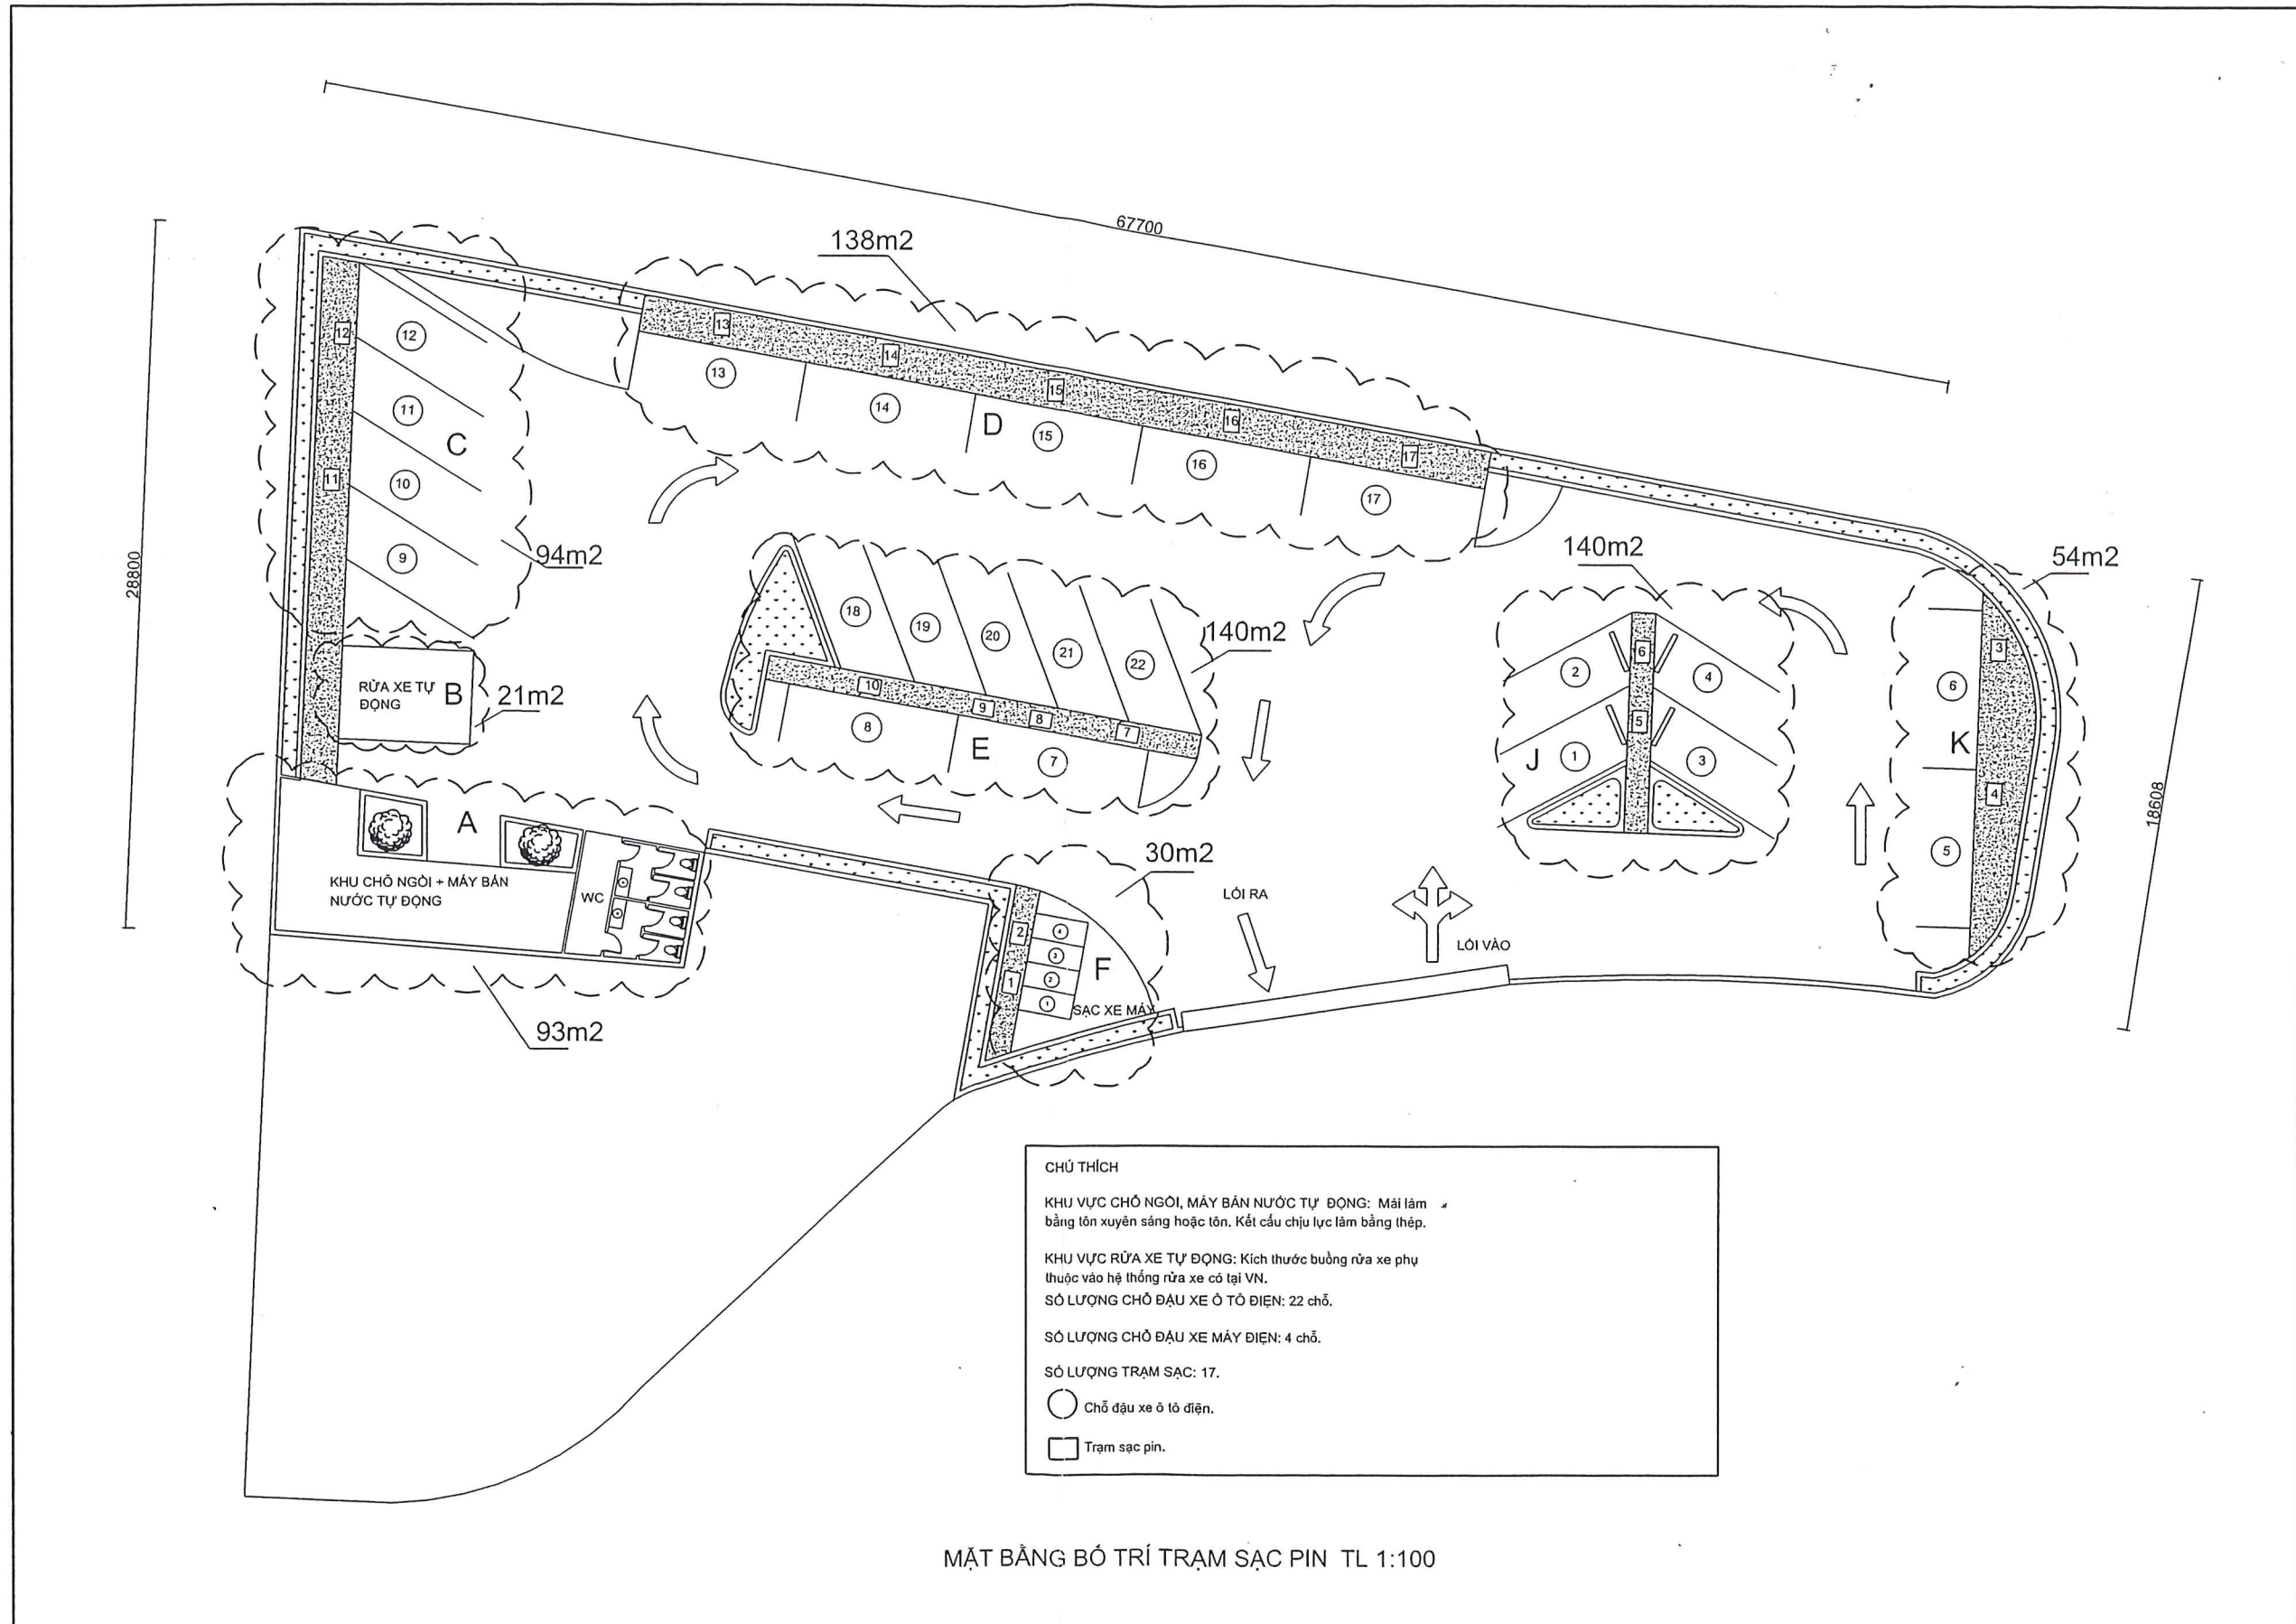 67700
138m2
28800
12
12
11
C
11
10
9
94m2
13
13
14
14
15
D
15
16
16
17
17
140m2
54m2
18
19
20
21
22
140m2
10
9
8
7
8
E
7
6
2
4
5
J
1
3
3
6
K
4
5
18608
RỬA XE TỰ
ĐỘNG
B
21m2
A
KHU CHỖ NGỒI + MÁY BÁN
NƯỚC TỰ ĐỘNG
WC
93m2
30m2
2
1
4
3
2
1
F
SẠC XE MÁY
LỐI RA
LỐI VÀO
CHÚ THÍCH
KHU VỰC CHỖ NGỒI, MÁY BÁN NƯỚC TỰ ĐỘNG: Mái làm
bằng tôn xuyên sáng hoặc tôn. Kết cấu chịu lực làm bằng thép.
KHU VỰC RỬA XE TỰ ĐỘNG: Kích thước buồng rửa xe phụ
thuộc vào hệ thống rửa xe có tại VN.
SỐ LƯỢNG CHỖ ĐẬU XE Ô TÔ ĐIỆN: 22 chỗ.
SỐ LƯỢNG CHỖ ĐẬU XE MÁY ĐIỆN: 4 chỗ.
SỐ LƯỢNG TRẠM SẠC: 17.
Chỗ đậu xe ô tô điện.
Trạm sạc pin.
MẶT BẰNG BỐ TRÍ TRẠM SẠC PIN TL 1:100